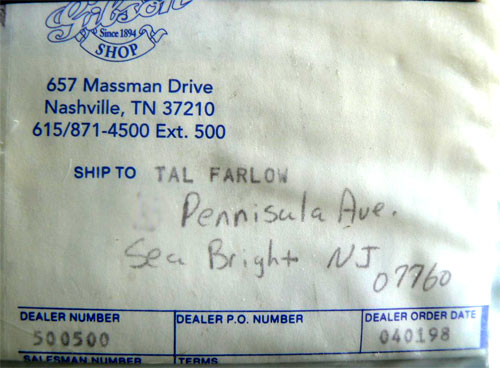 Gibson
Since 1894
SHOP
657 Massman Drive
Nashville, TN 37210
615/871-4500 Ext. 500
SHIP TO TAL FARLOW
Pennisula Ave.
Sea Bright NJ
07760
DEALER NUMBER DEALER P.O. NUMBER DEALER ORDER DATE
500500 040198
SALESMAN NUMBER TERMS